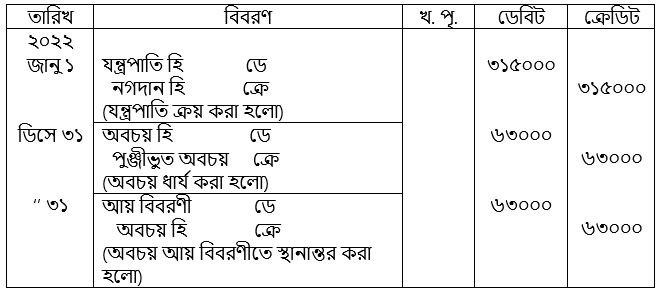 তারিখ বিবরণ খ. পৃ. ডেবিট ক্রেডিট
২০২২
জানু ১ যন্ত্রপাতি হি ডে ৩১৫০০০
নগদান হি ক্রে ৩১৫০০০
(যন্ত্রপাতি ক্রয় করা হলো)
ডিসে ৩১ অবচয় হি ডে ৬৩০০০
পুঞ্জীভুত অবচয় ক্রে ৬৩০০০
(অবচয় ধার্য করা হলো)
″ ৩১ আয় বিবরণী ডে ৬৩০০০
অবচয় হি ক্রে ৬৩০০০
(অবচয় আয় বিবরণীতে স্থানান্তর করা
হলো)